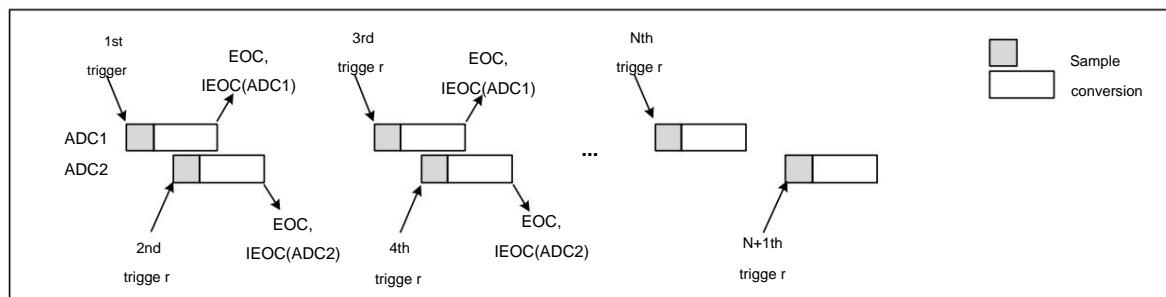 1st
trigger
EOC,
IEOC(ADC1)
3rd
trigge r
EOC,
IEOC(ADC1)
Nth
trigge r
Sample
conversion
ADC1
ADC2
...
2nd
trigge r
EOC,
IEOC(ADC2)
4th
trigge r
EOC,
IEOC(ADC2)
N+1th
trigge r